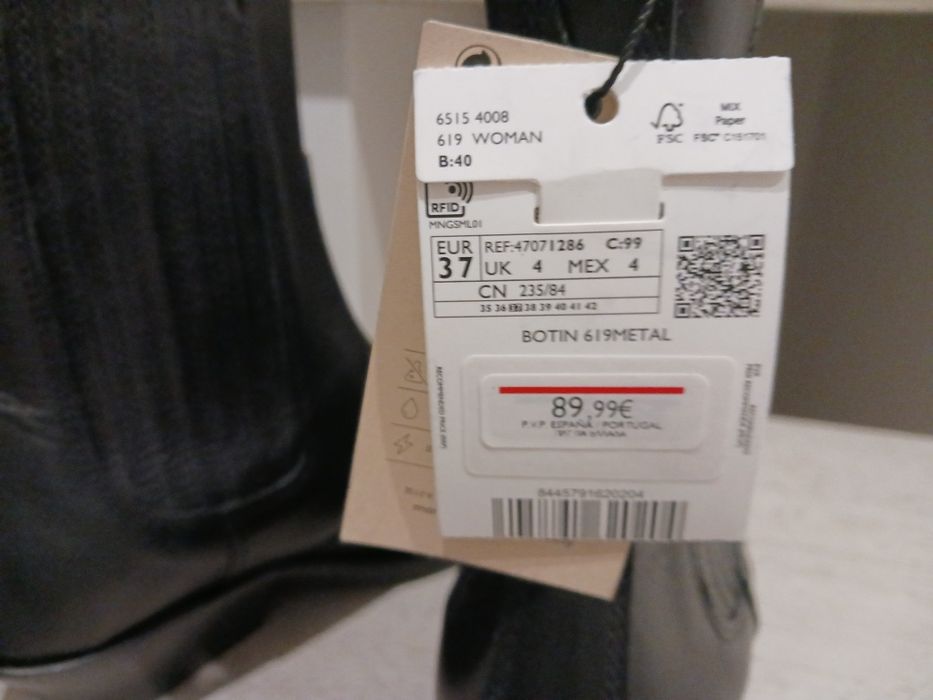 6515 4008
619 WOMAN
B:40
FSC
MIX
Paper
FSC® C151701
RFID
MNGSML01
EUR
37
REF:47071286 C:99
UK 4 MEX 4
CN 235/84
35 36 37 38 39 40 41 42
BOTIN 619METAL
89,99€
P.V.P. ESPAÑA / PORTUGAL
8445791620204